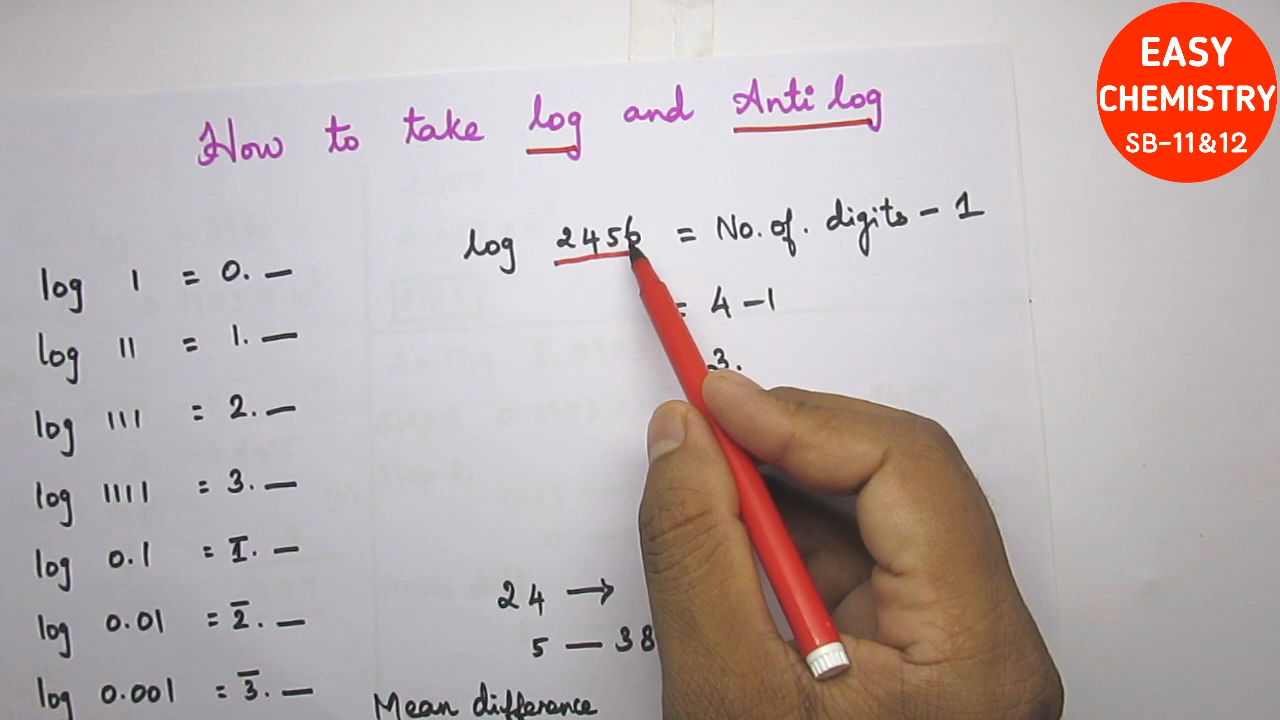 EASY
CHEMISTRY
SB-11&12
How to take log and Anti log
log 2456 = No. of. digits - 1
= 4 - 1
3.
log 1 = 0. —
log 11 = 1. —
log 111 = 2. —
log 1111 = 3. —
log 0.1 = 1̅. —
log 0.01 = 2̅. —
log 0.001 = 3̅. —
24 →
5 — 38
Mean difference